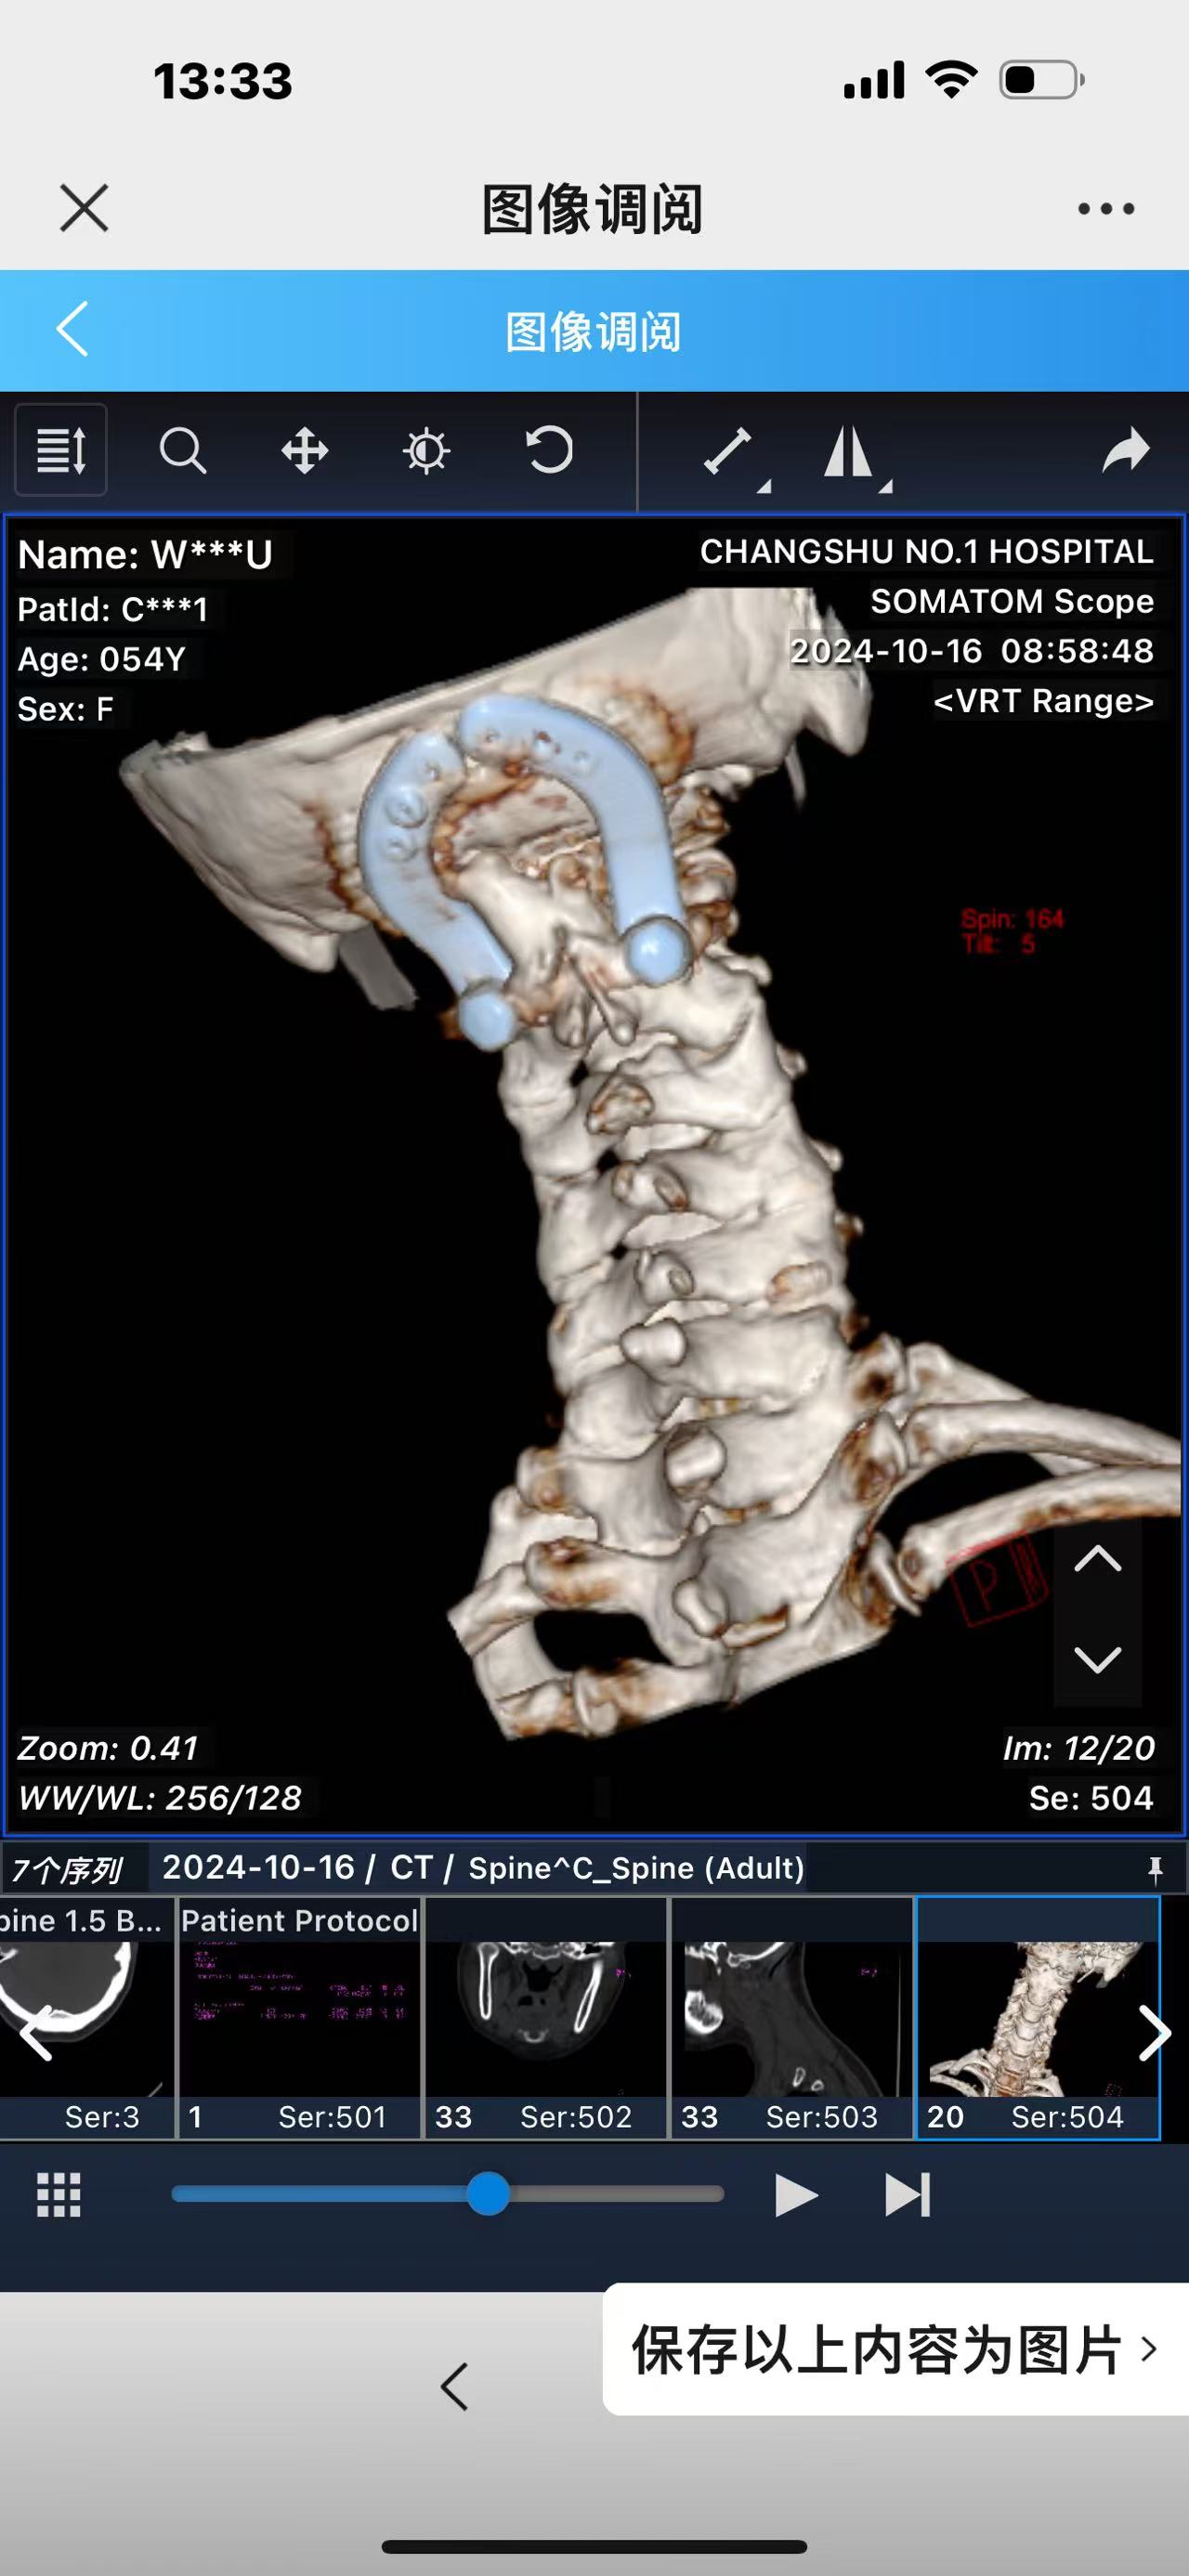 13:33
图像调阅
图像调阅
Name: W***U
PatId: C***1
Age: 054Y
Sex: F
CHANGSHU NO.1 HOSPITAL
SOMATOM Scope
2024-10-16 08:58:48
<VRT Range>
Spin: 164
Tilt: 5
P
Zoom: 0.41
WW/WL: 256/128
Im: 12/20
Se: 504
7个序列
2024-10-16 / CT / Spine^C_Spine (Adult)
pine 1.5 B...
Patient Protocol
Ser:3
1 Ser:501
33 Ser:502
33 Ser:503
20 Ser:504
保存以上内容为图片